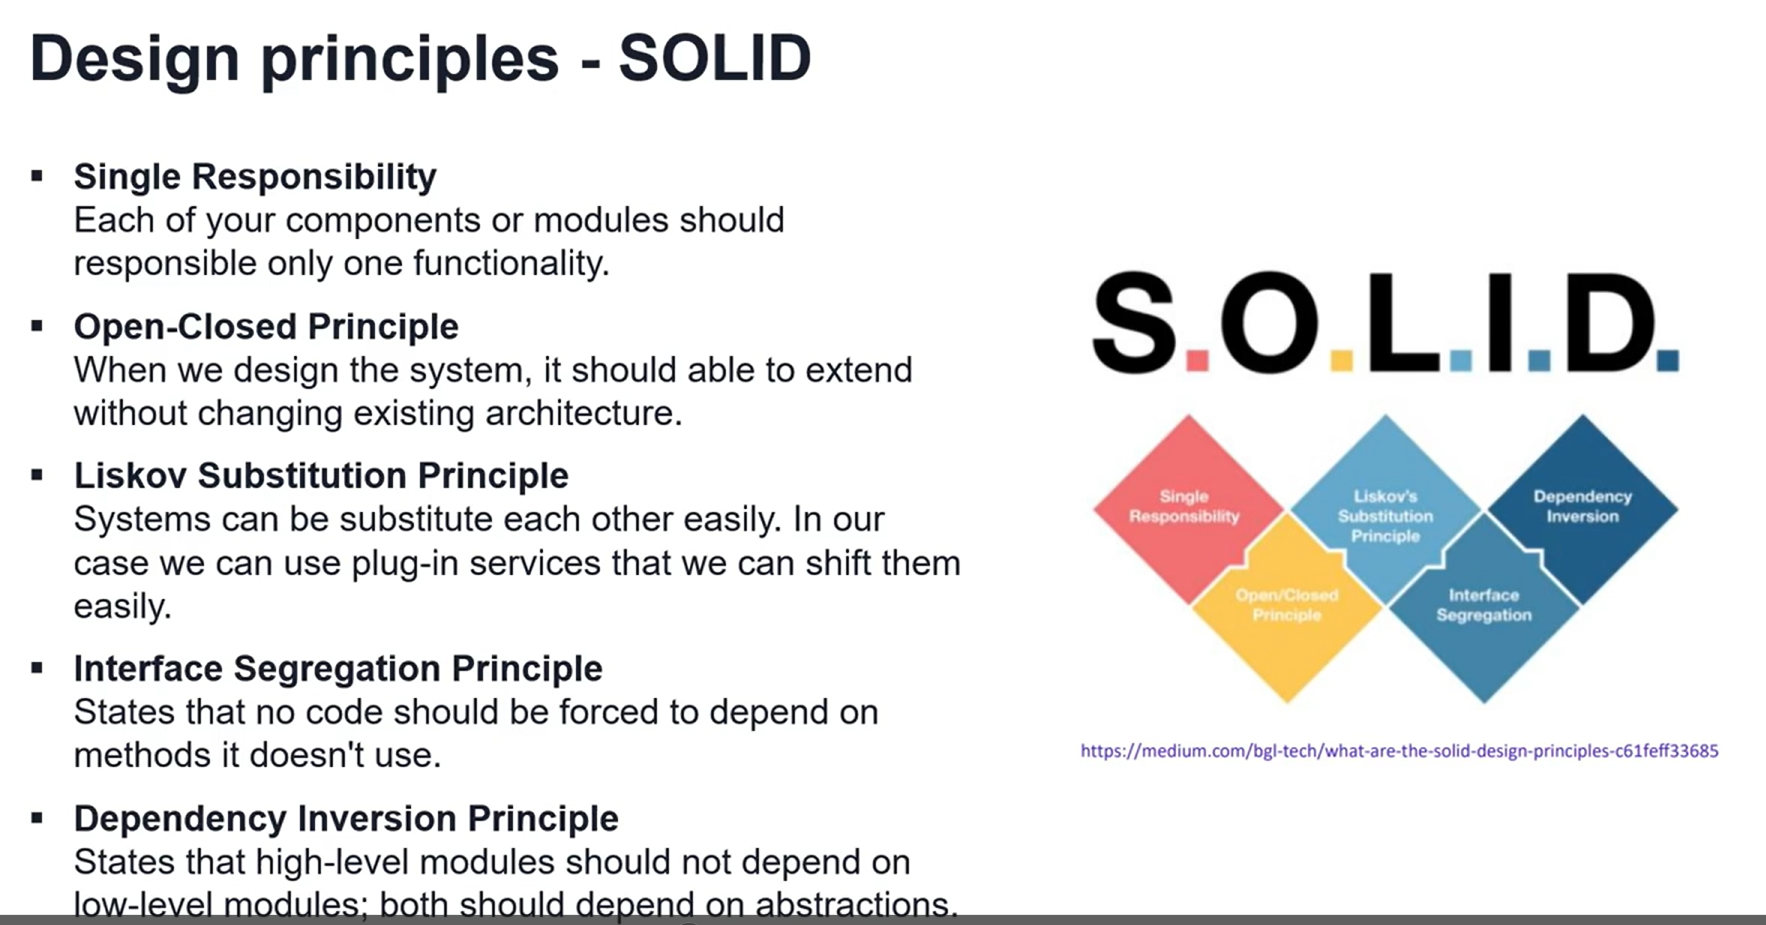 Design principles - SOLID
▪ Single Responsibility
Each of your components or modules should
responsible only one functionality.
▪ Open-Closed Principle
When we design the system, it should able to extend
without changing existing architecture.
▪ Liskov Substitution Principle
Systems can be substitute each other easily. In our
case we can use plug-in services that we can shift them
easily.
▪ Interface Segregation Principle
States that no code should be forced to depend on
methods it doesn't use.
▪ Dependency Inversion Principle
States that high-level modules should not depend on
low-level modules; both should depend on abstractions.
S.O.L.I.D.
Single
Responsibility
Open/Closed
Principle
Liskov's
Substitution
Principle
Interface
Segregation
Dependency
Inversion
https://medium.com/bgl-tech/what-are-the-solid-design-principles-c61feff33685